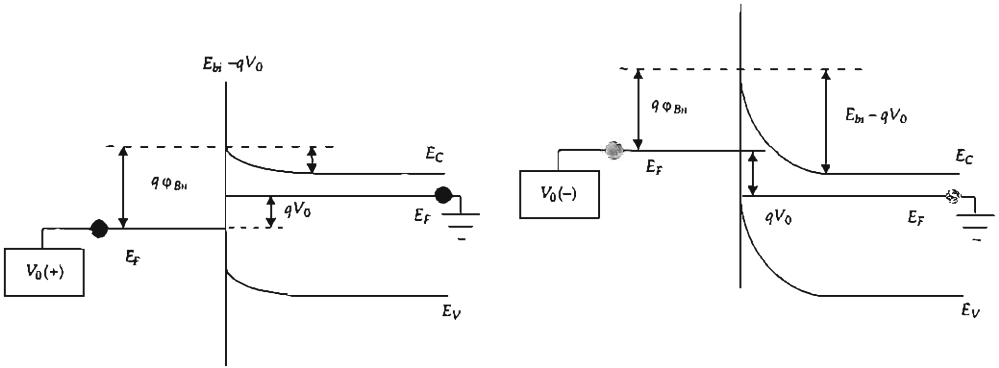 E_bi – qV_0
qφ_Bn
E_C
qV_0
E_F
E_F
V_0(+)
E_V
qφ_Bn
E_bi – qV_0
E_C
E_F
V_0(–)
qV_0
E_F
E_V